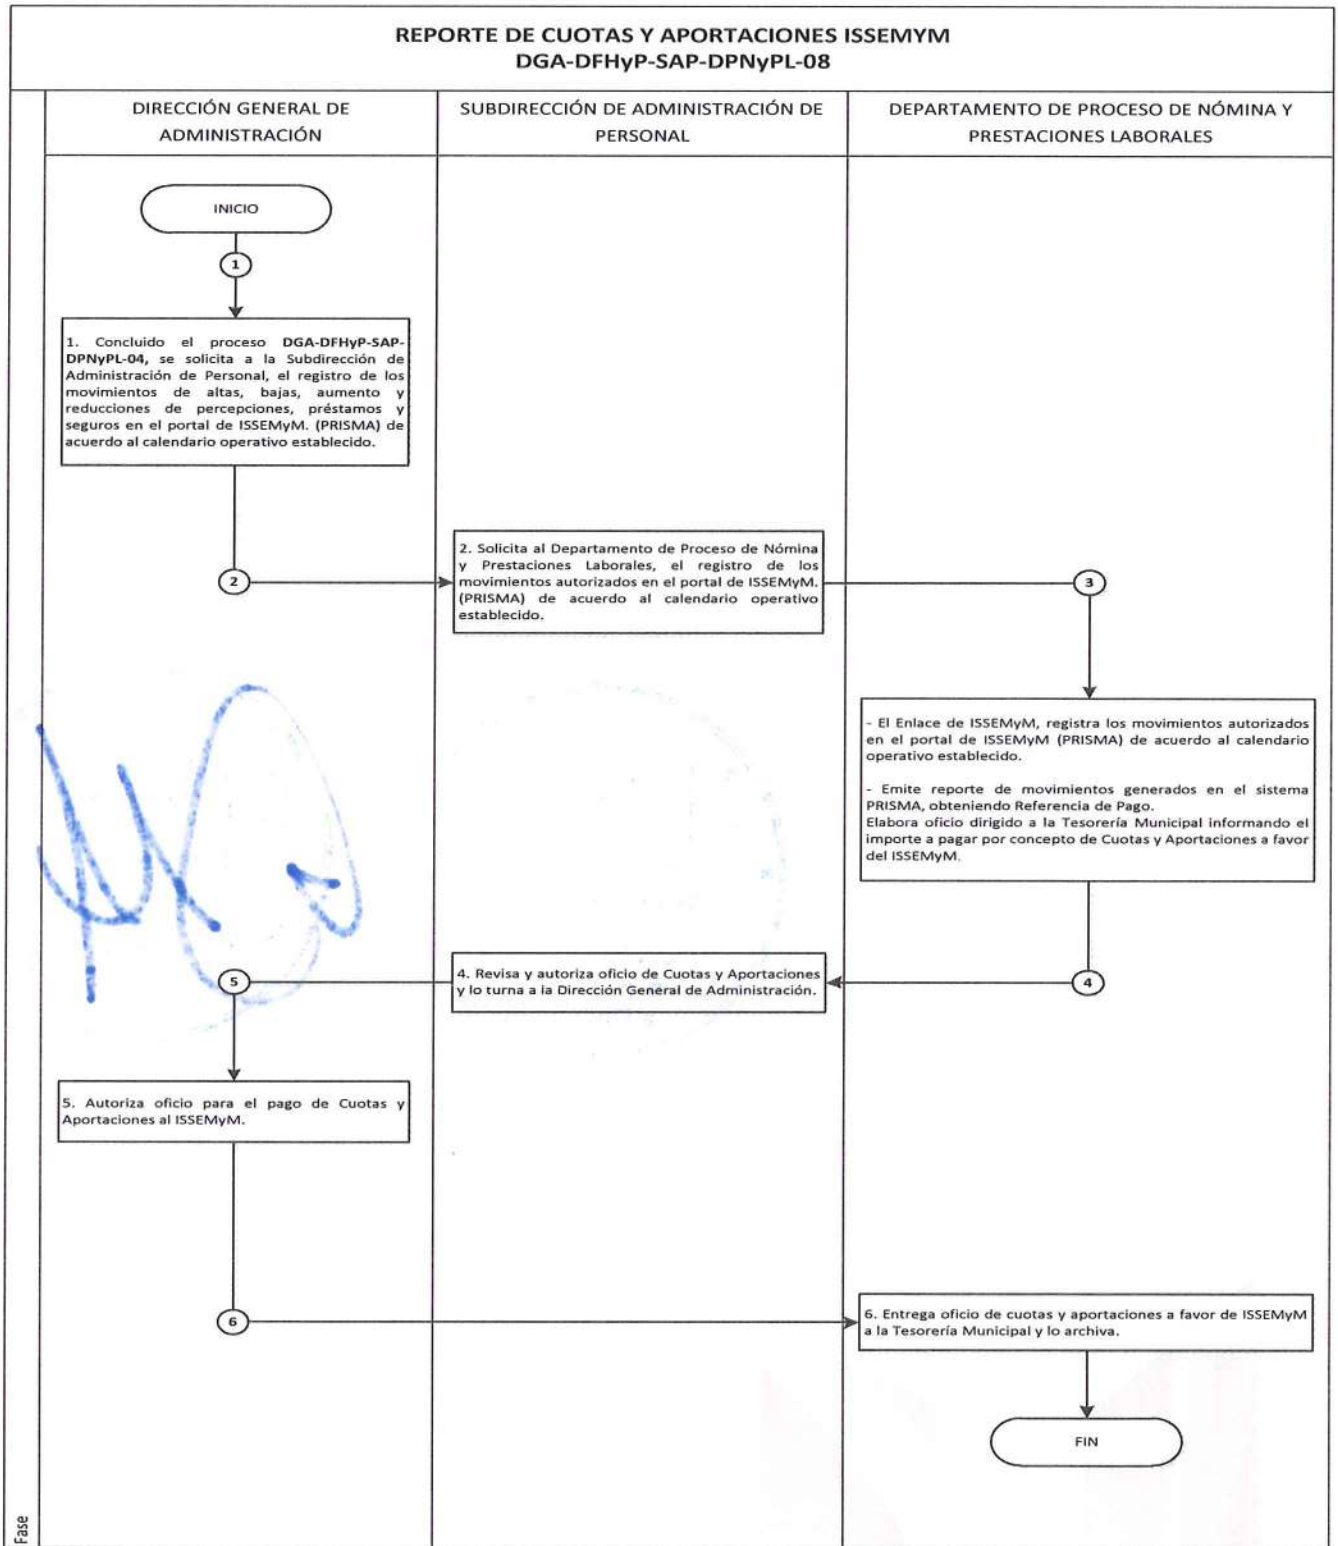 REPORTE DE CUOTAS Y APORTACIONES ISSEMYM
DGA-DFHyP-SAP-DPNyPL-08
DIRECCIÓN GENERAL DE
ADMINISTRACIÓN
SUBDIRECCIÓN DE ADMINISTRACIÓN DE
PERSONAL
DEPARTAMENTO DE PROCESO DE NÓMINA Y
PRESTACIONES LABORALES
INICIO
1
1. Concluido el proceso DGA-DFHyP-SAP-
DPNyPL-04, se solicita a la Subdirección de
Administración de Personal, el registro de los
movimientos de altas, bajas, aumento y
reducciones de percepciones, préstamos y
seguros en el portal de ISSEMyM. (PRISMA) de
acuerdo al calendario operativo establecido.
2
2. Solicita al Departamento de Proceso de Nómina
y Prestaciones Laborales, el registro de los
movimientos autorizados en el portal de ISSEMyM.
(PRISMA) de acuerdo al calendario operativo
establecido.
3
- El Enlace de ISSEMyM, registra los movimientos autorizados
en el portal de ISSEMyM (PRISMA) de acuerdo al calendario
operativo establecido.
- Emite reporte de movimientos generados en el sistema
PRISMA, obteniendo Referencia de Pago.
Elabora oficio dirigido a la Tesorería Municipal informando el
importe a pagar por concepto de Cuotas y Aportaciones a favor
del ISSEMyM.
4
4. Revisa y autoriza oficio de Cuotas y Aportaciones
y lo turna a la Dirección General de Administración.
5
5. Autoriza oficio para el pago de Cuotas y
Aportaciones al ISSEMyM.
6
6. Entrega oficio de cuotas y aportaciones a favor de ISSEMyM
a la Tesorería Municipal y lo archiva.
FIN
Fase